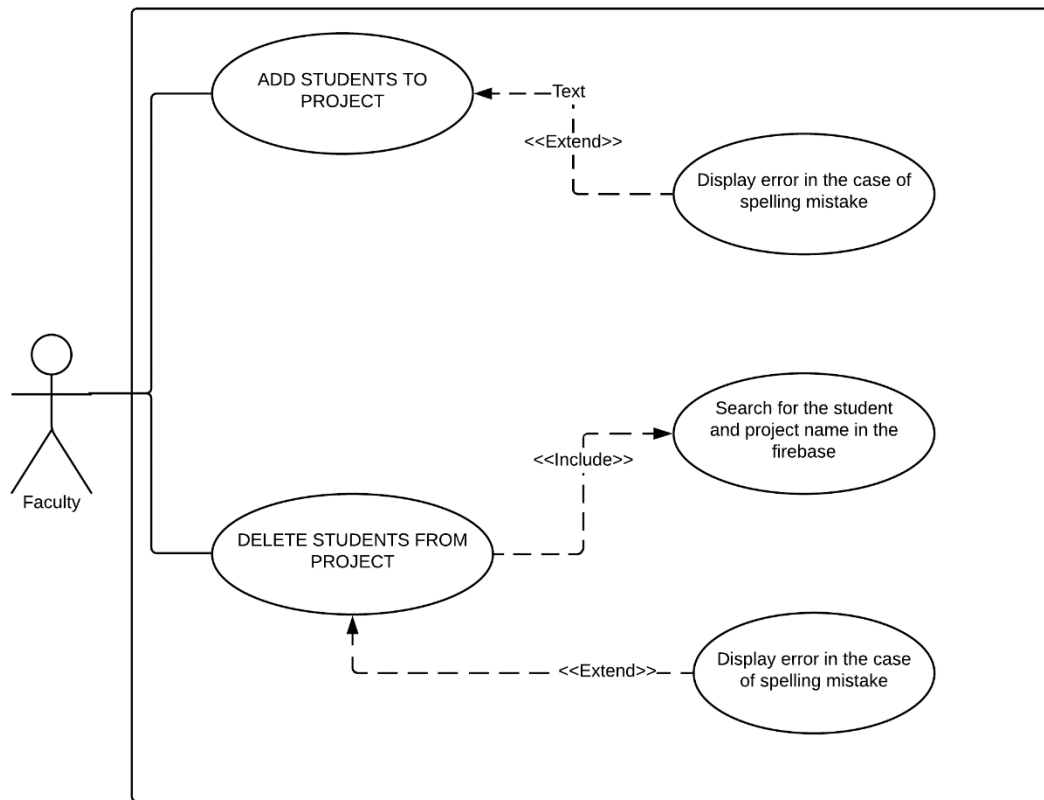 ADD STUDENTS TO
PROJECT
Text
<<Extend>>
Display error in the case of
spelling mistake
Search for the student
and project name in the
firebase
<<Include>>
Faculty
DELETE STUDENTS FROM
PROJECT
<<Extend>>
Display error in the case
of spelling mistake